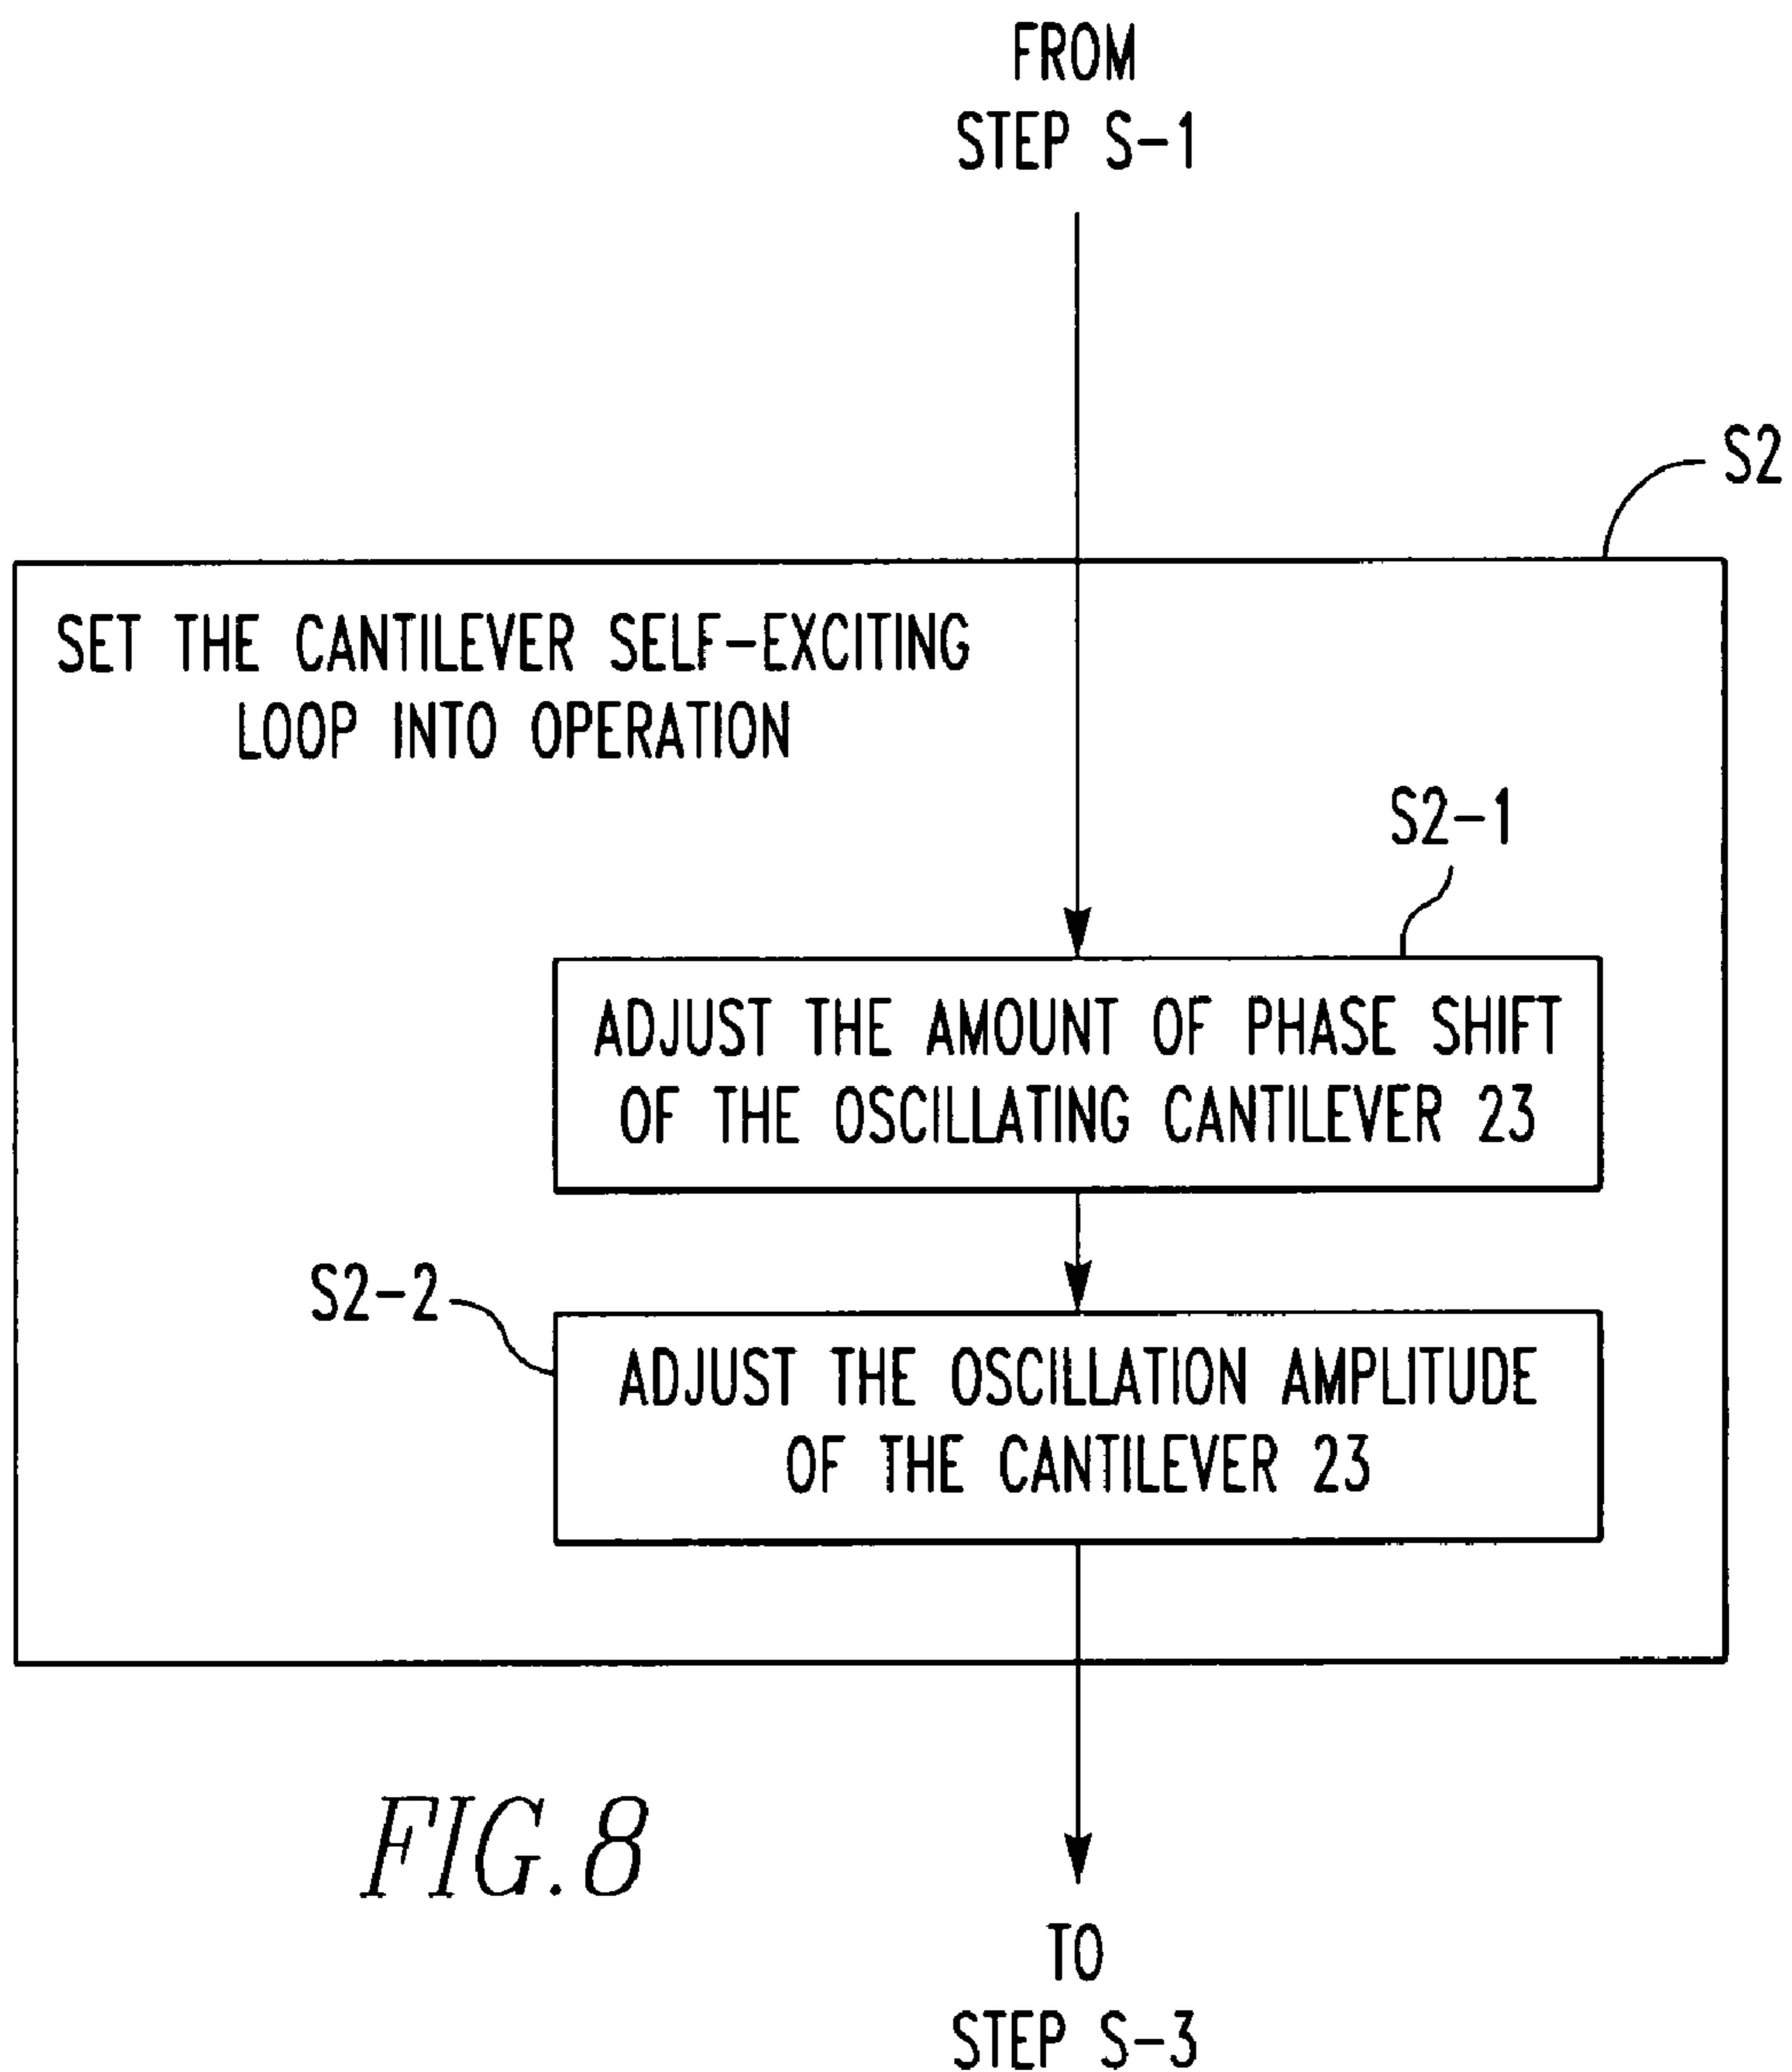 FROM
STEP S-1
S2
SET THE CANTILEVER SELF-EXCITING
LOOP INTO OPERATION
S2-1
ADJUST THE AMOUNT OF PHASE SHIFT
OF THE OSCILLATING CANTILEVER 23
S2-2
ADJUST THE OSCILLATION AMPLITUDE
OF THE CANTILEVER 23
FIG.8
TO
STEP S-3